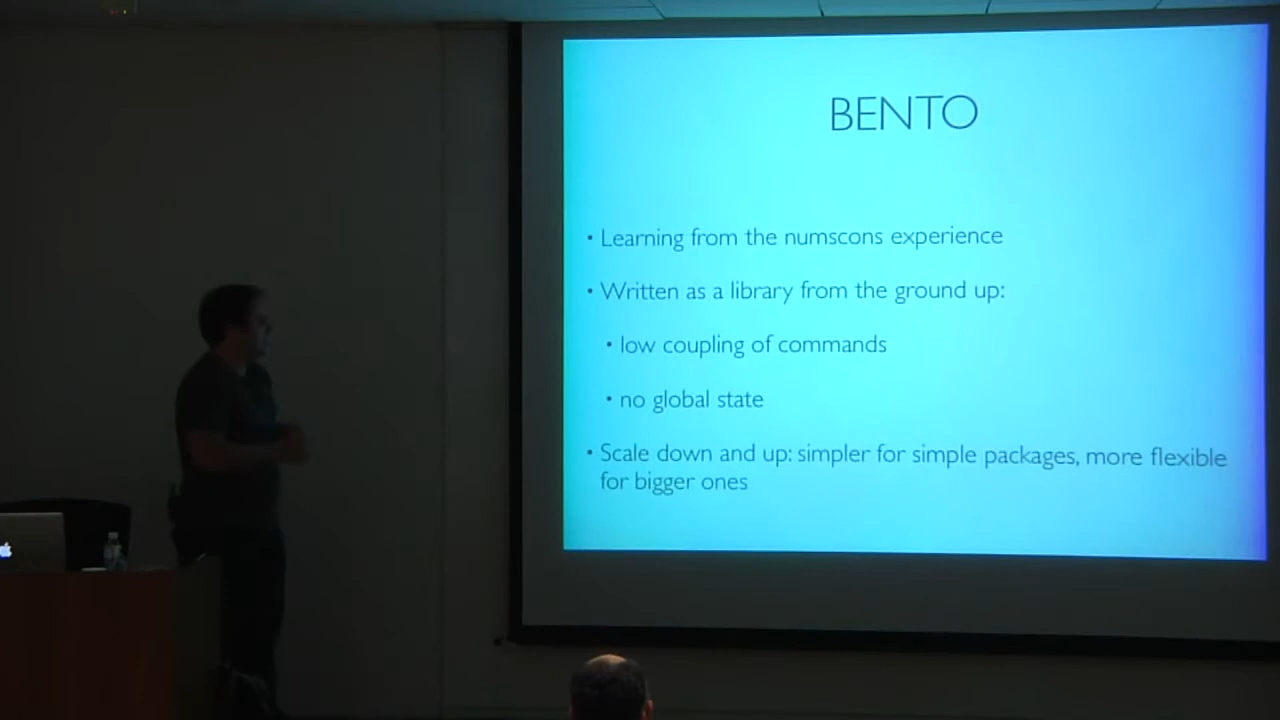 BENTO
• Learning from the numscons experience
• Written as a library from the ground up:
• low coupling of commands
• no global state
• Scale down and up: simpler for simple packages, more flexible
for bigger ones